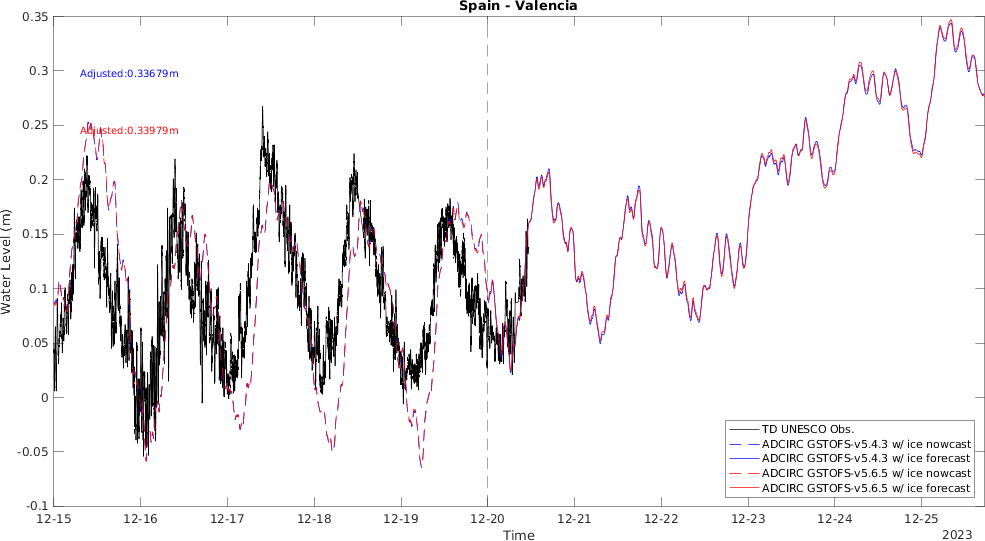 Spain - Valencia
0.35
0.3
0.25
0.2
0.15
0.1
0.05
0
-0.05
-0.1
Water Level (m)
Adjusted:0.33679m
Adjusted:0.33979m
TD UNESCO Obs.
ADCIRC GSTOFS-v5.4.3 w/ ice nowcast
ADCIRC GSTOFS-v5.4.3 w/ ice forecast
ADCIRC GSTOFS-v5.6.5 w/ ice nowcast
ADCIRC GSTOFS-v5.6.5 w/ ice forecast
12-15 12-16 12-17 12-18 12-19 12-20 12-21 12-22 12-23 12-24 12-25
Time
2023